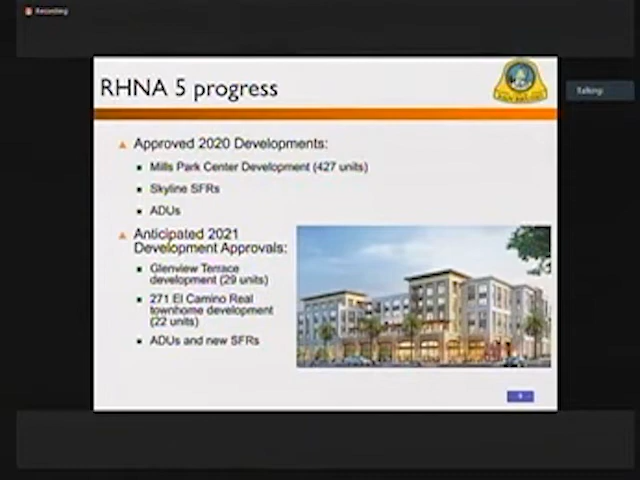 Recording
RHNA 5 progress
Talking:
Approved 2020 Developments:
Mills Park Center Development (427 units)
Skyline SFRs
ADUs
Anticipated 2021
Development Approvals:
Glenview Terrace
development (29 units)
271 El Camino Real
townhome development
(22 units)
ADUs and new SFRs